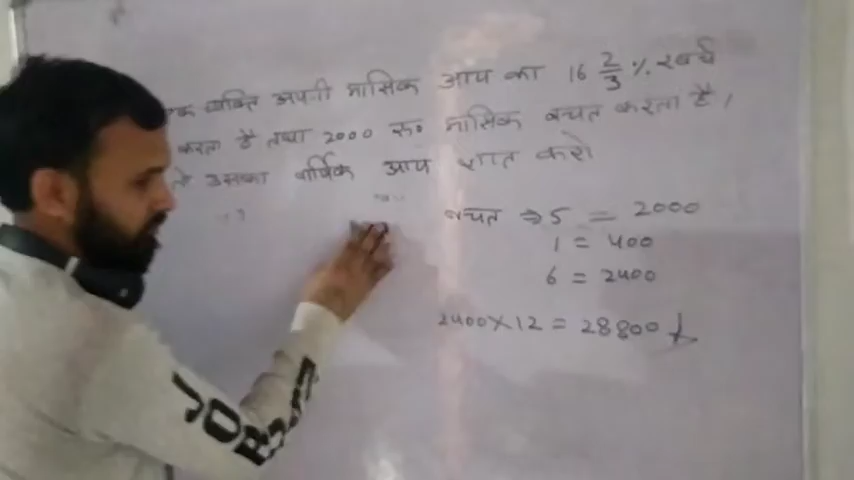 एक व्यक्ति अपनी मासिक आय का 16 2/3 % खर्च
करता है तथा 2000 रू० मासिक बचत करता है,
तो उसका वार्षिक आय ज्ञात करो
बचत ⇒ 5 = 2000
1 = 400
6 = 2400
2400×12 = 28800